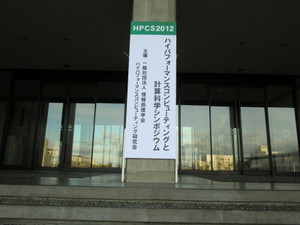 HPCS2012
ハイパフォーマンスコンピューティングと
計算科学シンポジウム
主催 一般社団法人 情報処理学会
ハイパフォーマンスコンピューティング研究会